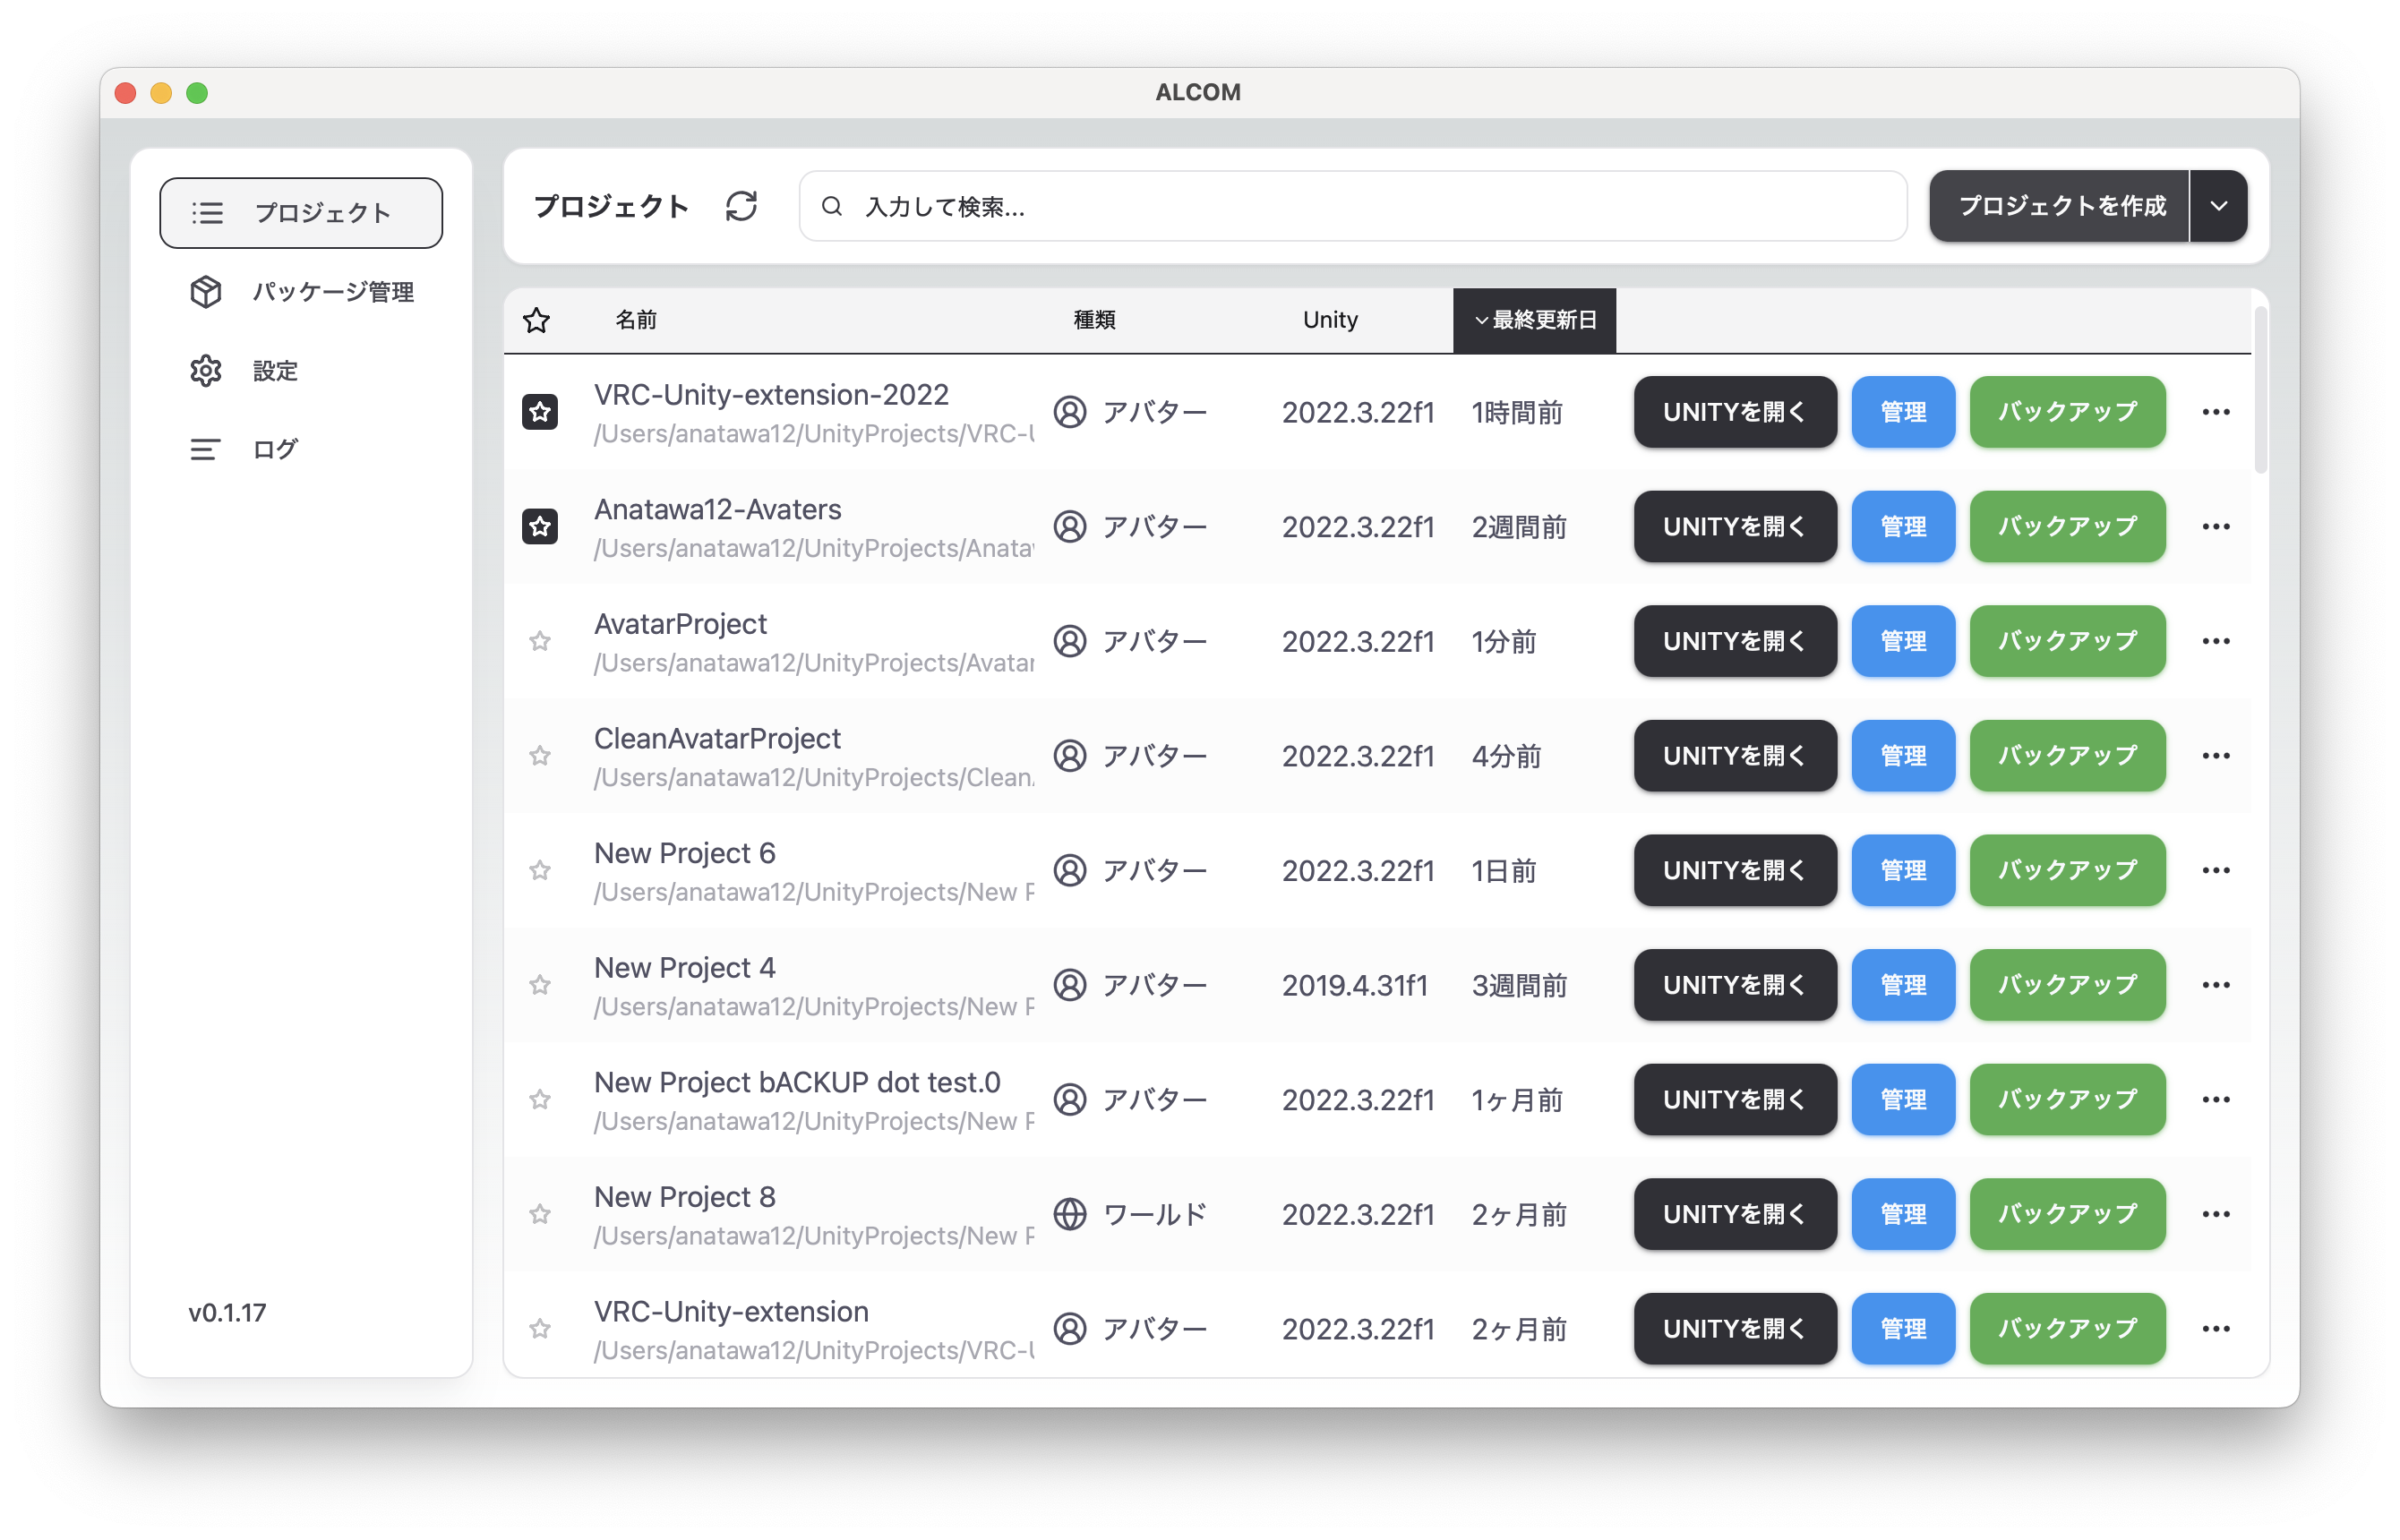 ALCOM
プロジェクト
パッケージ管理
設定
ログ
v0.1.17
プロジェクト
入力して検索...
プロジェクトを作成
名前 種類 Unity 最終更新日
VRC-Unity-extension-2022
/Users/anatawa12/UnityProjects/VRC-U
アバター 2022.3.22f1 1時間前 UNITYを開く 管理 バックアップ
Anatawa12-Avaters
/Users/anatawa12/UnityProjects/Anataw
アバター 2022.3.22f1 2週間前 UNITYを開く 管理 バックアップ
AvatarProject
/Users/anatawa12/UnityProjects/Avatar
アバター 2022.3.22f1 1分前 UNITYを開く 管理 バックアップ
CleanAvatarProject
/Users/anatawa12/UnityProjects/CleanA
アバター 2022.3.22f1 4分前 UNITYを開く 管理 バックアップ
New Project 6
/Users/anatawa12/UnityProjects/New P
アバター 2022.3.22f1 1日前 UNITYを開く 管理 バックアップ
New Project 4
/Users/anatawa12/UnityProjects/New P
アバター 2019.4.31f1 3週間前 UNITYを開く 管理 バックアップ
New Project bACKUP dot test.0
/Users/anatawa12/UnityProjects/New P
アバター 2022.3.22f1 1ヶ月前 UNITYを開く 管理 バックアップ
New Project 8
/Users/anatawa12/UnityProjects/New P
ワールド 2022.3.22f1 2ヶ月前 UNITYを開く 管理 バックアップ
VRC-Unity-extension
/Users/anatawa12/UnityProjects/VRC-U
アバター 2022.3.22f1 2ヶ月前 UNITYを開く 管理 バックアップ